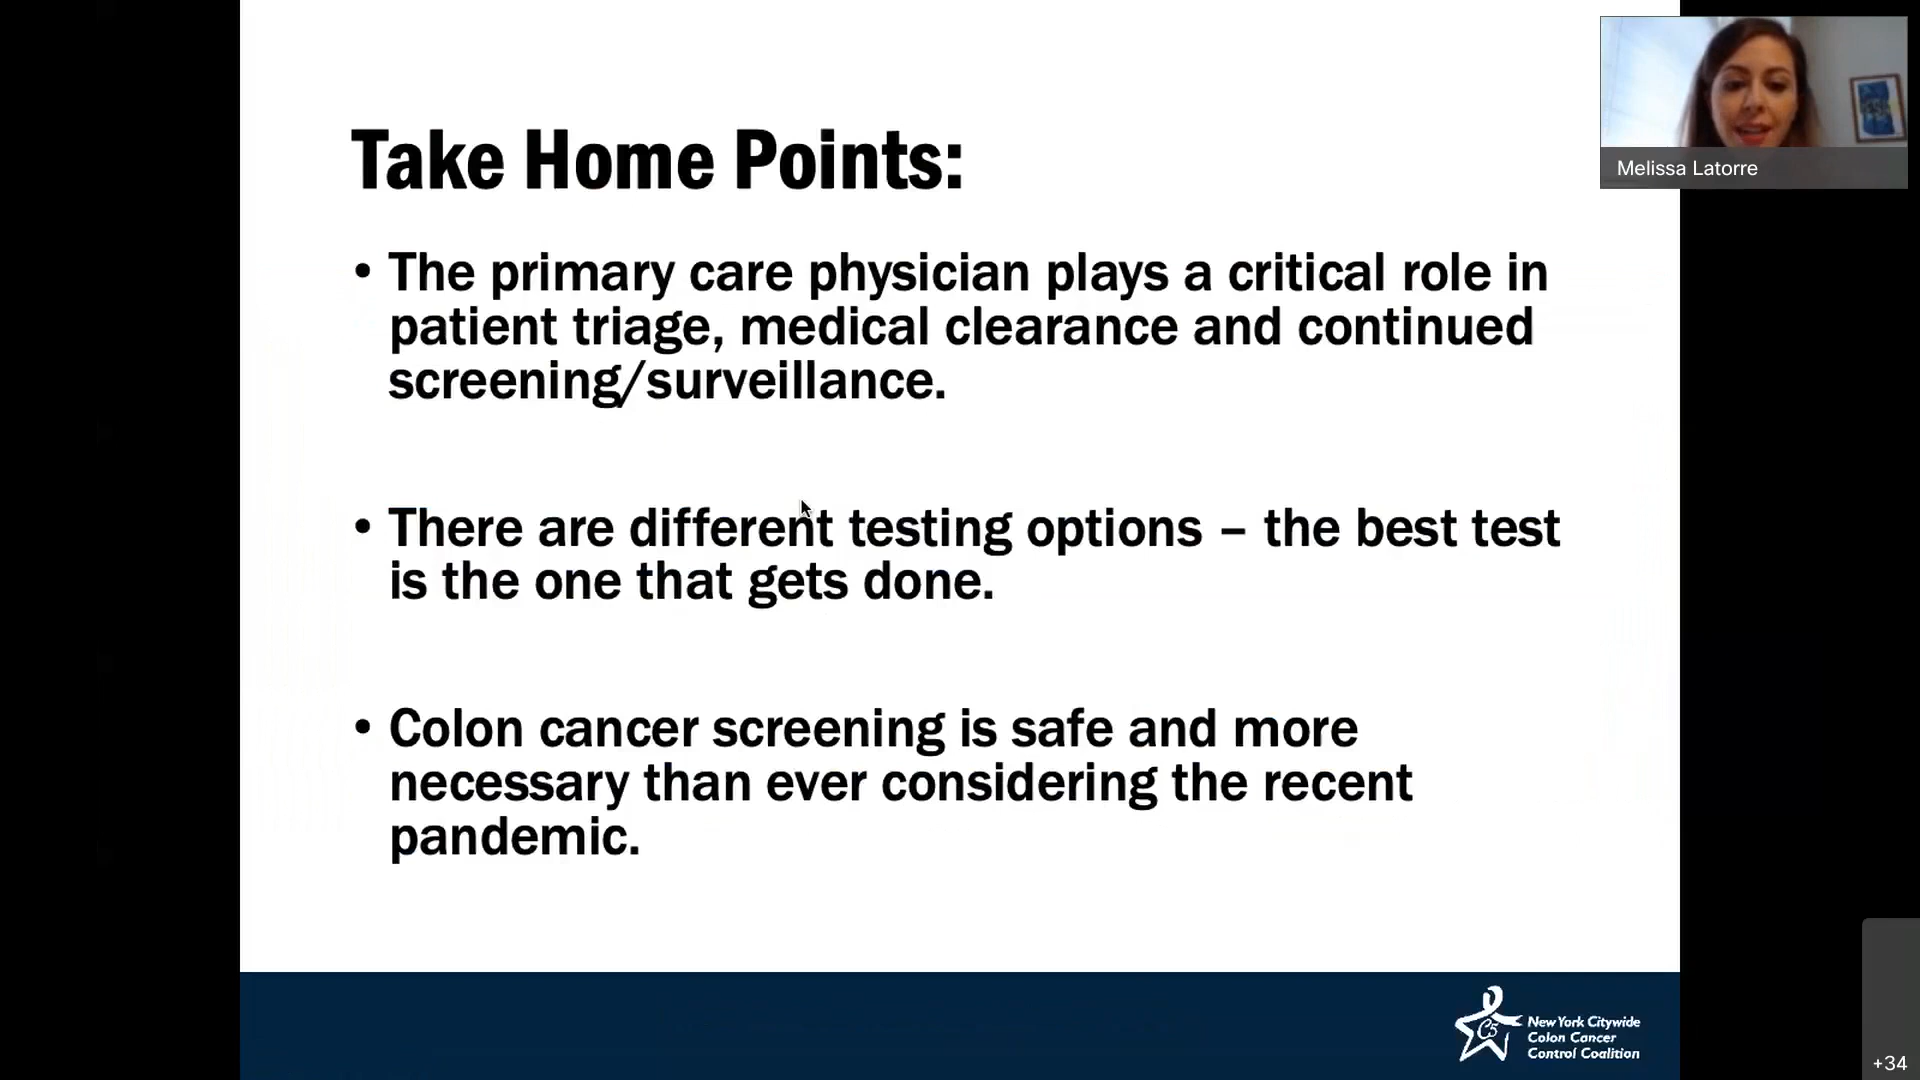 Take Home Points:
• The primary care physician plays a critical role in
patient triage, medical clearance and continued
screening/surveillance.
• There are different testing options – the best test
is the one that gets done.
• Colon cancer screening is safe and more
necessary than ever considering the recent
pandemic.
Melissa Latorre
C5
New York Citywide
Colon Cancer
Control Coalition
+34